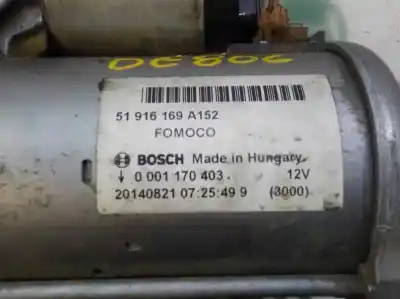 51 916 169 A152
FOMOCO
BOSCH Made in Hungary.
0 001 170 403. 12V
20140821 07:25:49 9 (3000)